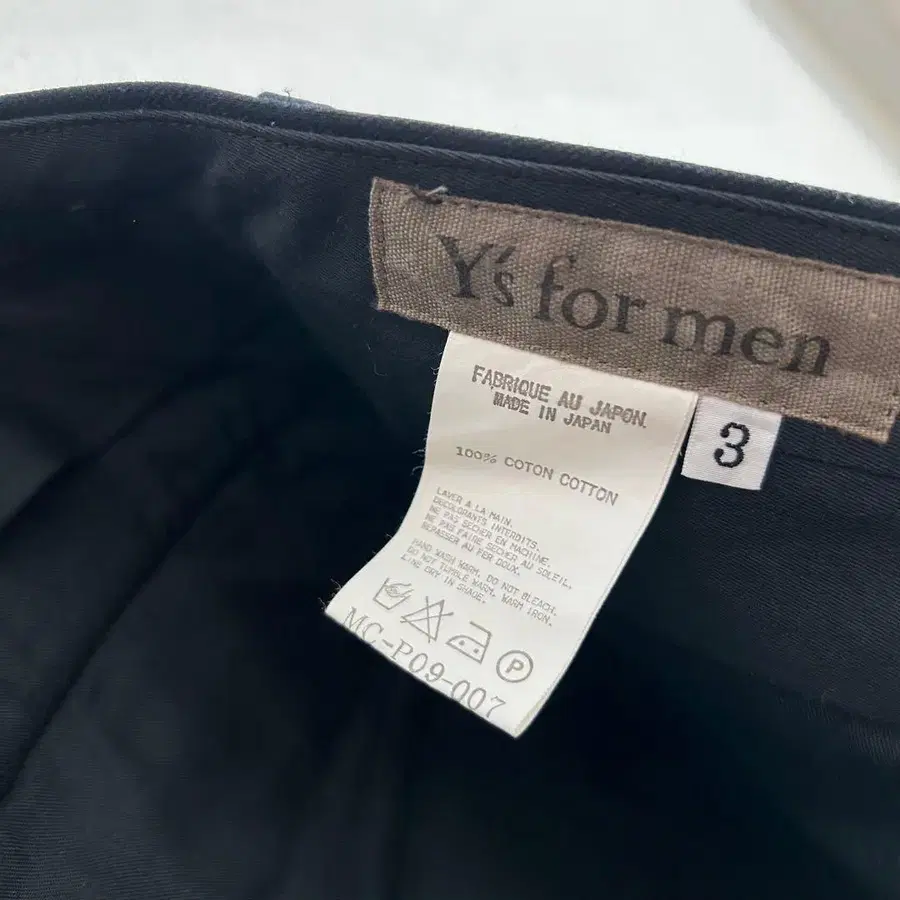 Y's for men
3
FABRIQUE AU JAPON.
MADE IN JAPAN
100% COTON COTTON
LAVER A LA MAIN.
DECOLORANTS INTERDITS.
NE PAS SECHER EN MACHINE.
NE PAS FAIRE SECHER AU SOLEIL.
REPASSER AU FER DOUX.
HAND WASH WARM. DO NOT BLEACH.
DO NOT TUMBLE WARM. WARM IRON.
LINE DRY IN SHADE.
P
MC-P09-007